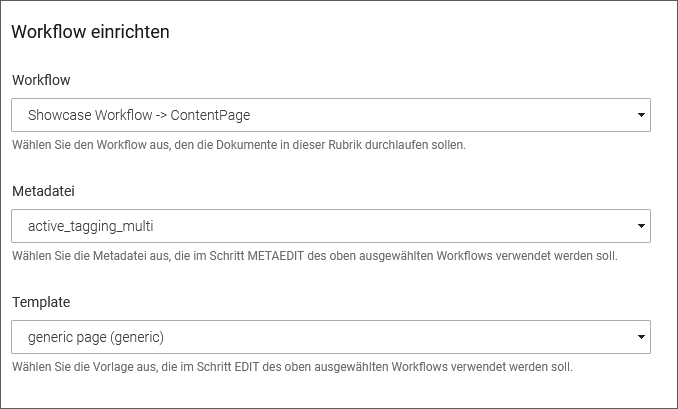 Workflow einrichten
Workflow
Showcase Workflow -> ContentPage
Wählen Sie den Workflow aus, den die Dokumente in dieser Rubrik durchlaufen sollen.
Metadatei
active_tagging_multi
Wählen Sie die Metadatei aus, die im Schritt METAEDIT des oben ausgewählten Workflows verwendet werden soll.
Template
generic page (generic)
Wählen Sie die Vorlage aus, die im Schritt EDIT des oben ausgewählten Workflows verwendet werden soll.